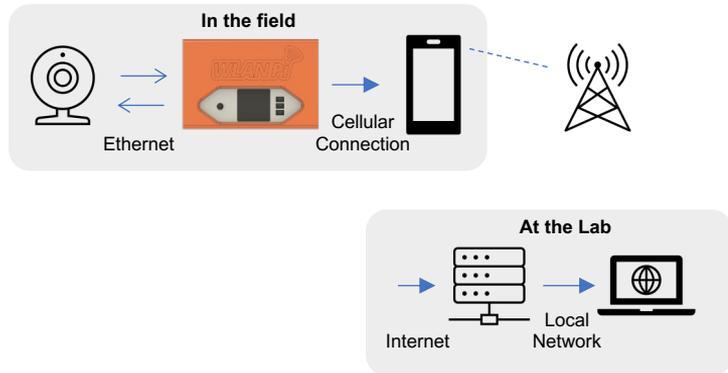 In the field
WLAN Pi
Ethernet
Cellular
Connection
At the Lab
Internet
Local
Network